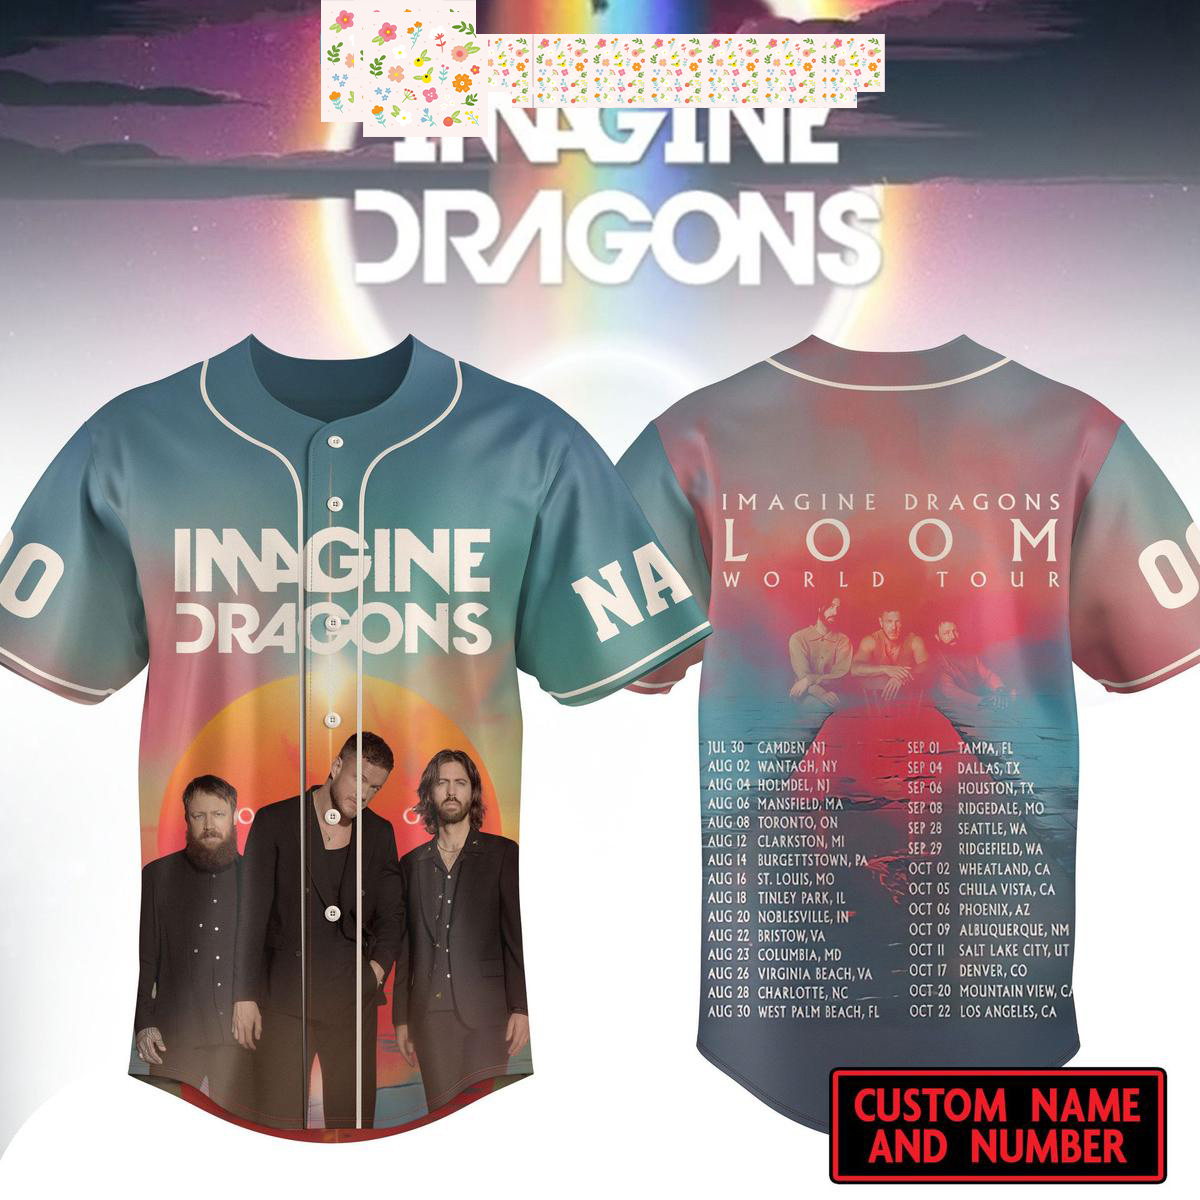 IMAGINE
DRAGONS
IMAGINE
DRAGONS
NA
IMAGINE DRAGONS
LOOM
WORLD TOUR
JUL 30 CAMDEN, NJ
AUG 02 WANTAGH, NY
AUG 04 HOLMDEL, NJ
AUG 06 MANSFIELD, MA
AUG 08 TORONTO, ON
AUG 12 CLARKSTON, MI
AUG 14 BURGETTSTOWN, PA
AUG 16 ST. LOUIS, MO
AUG 18 TINLEY PARK, IL
AUG 20 NOBLESVILLE, IN
AUG 22 BRISTOW, VA
AUG 23 COLUMBIA, MD
AUG 26 VIRGINIA BEACH, VA
AUG 28 CHARLOTTE, NC
AUG 30 WEST PALM BEACH, FL
SEP 01 TAMPA, FL
SEP 04 DALLAS, TX
SEP 06 HOUSTON, TX
SEP 08 RIDGEDALE, MO
SEP 28 SEATTLE, WA
SEP 29 RIDGEFIELD, WA
OCT 02 WHEATLAND, CA
OCT 05 CHULA VISTA, CA
OCT 06 PHOENIX, AZ
OCT 09 ALBUQUERQUE, NM
OCT 11 SALT LAKE CITY, UT
OCT 17 DENVER, CO
OCT 20 MOUNTAIN VIEW, CA
OCT 22 LOS ANGELES, CA
CUSTOM NAME
AND NUMBER